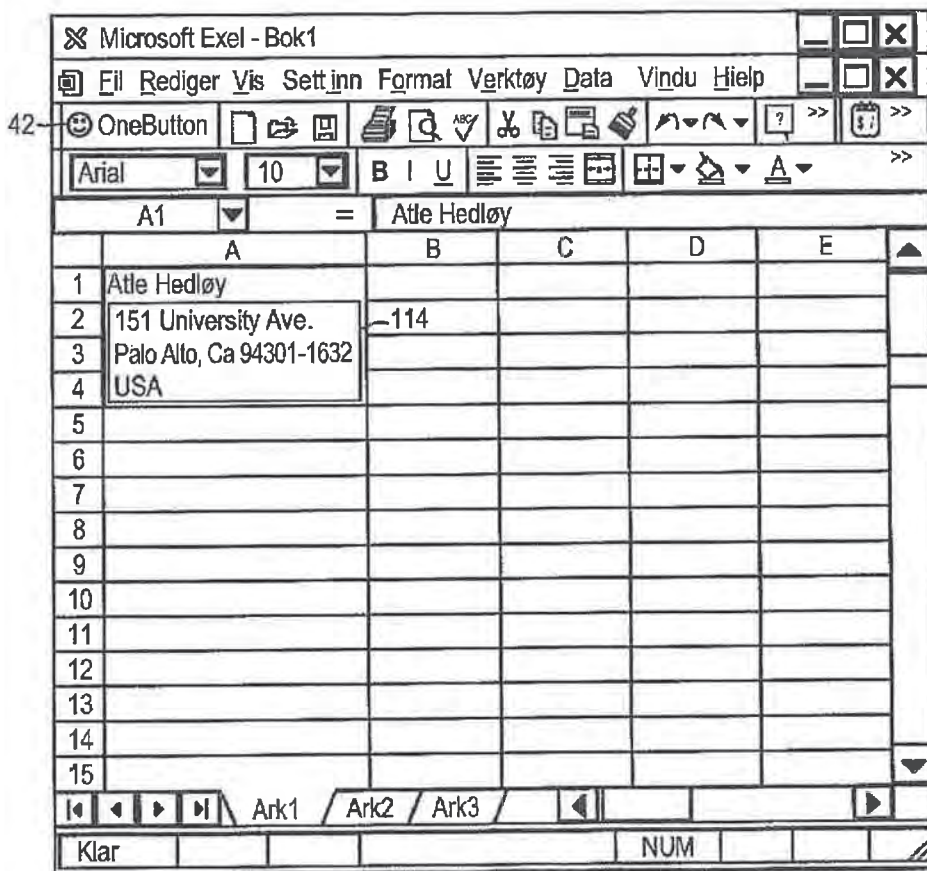 Microsoft Exel - Bok1
Fil Rediger Vis Sett inn Format Verktøy Data Vindu Hielp
42 OneButton ABC ? >> >>
Arial 10 B I U A >>
A1 = Atle Hedløy
A B C D E
1 Atle Hedløy
2 151 University Ave. 114
3 Palo Alto, Ca 94301-1632
4 USA
5
6
7
8
9
10
11
12
13
14
15
Ark1 Ark2 Ark3
Klar NUM